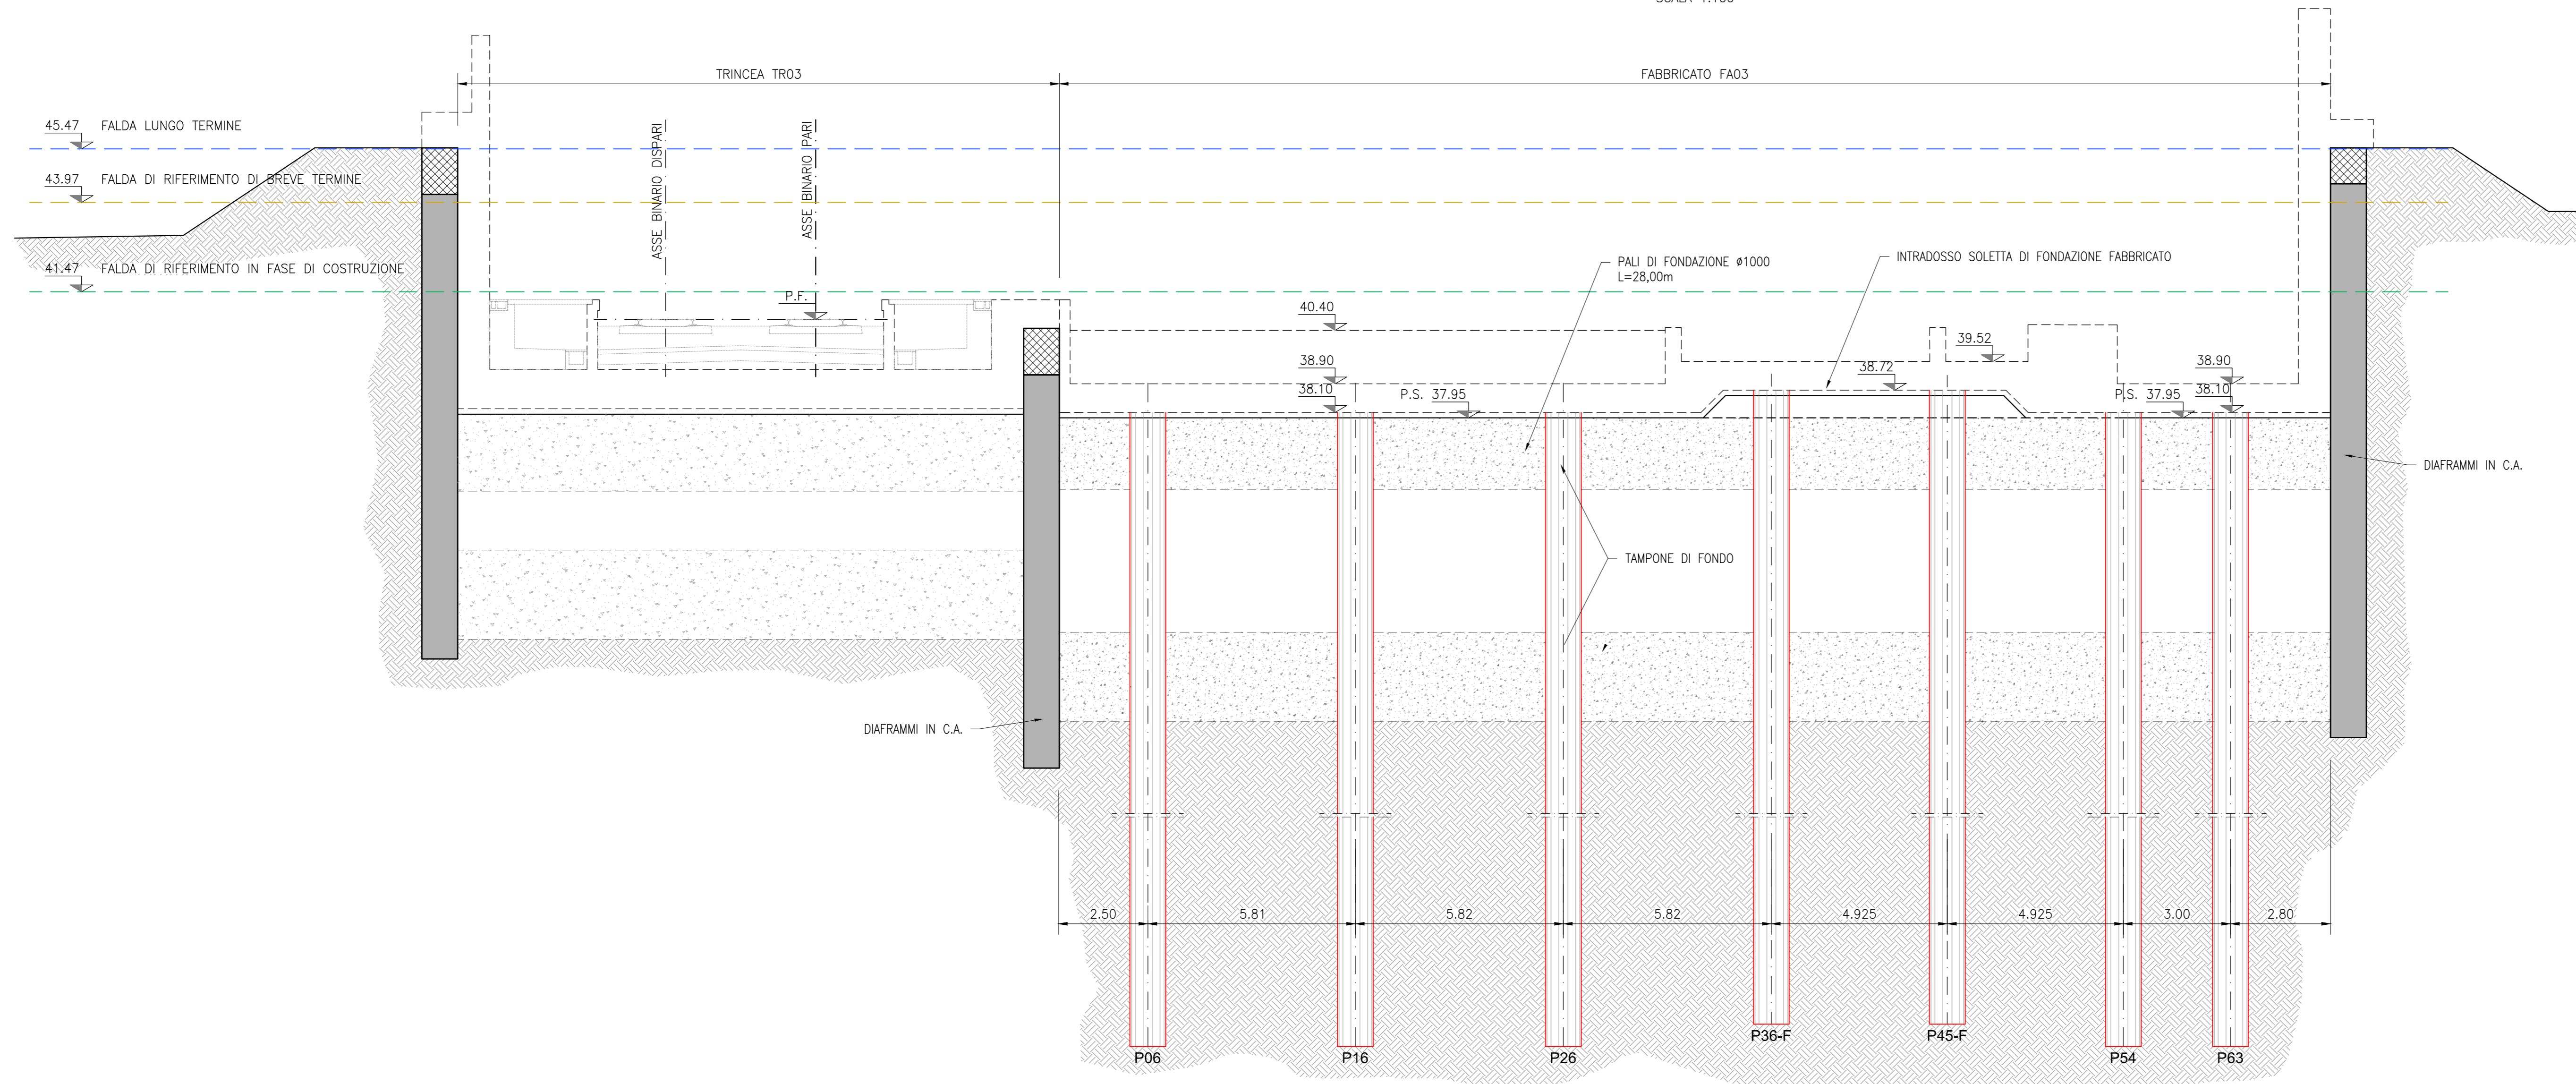 TRINCEA TR03
FABBRICATO FA03
45.47 FALDA LUNGO TERMINE
43.97 FALDA DI RIFERIMENTO DI BREVE TERMINE
41.47 FALDA DI RIFERIMENTO IN FASE DI COSTRUZIONE
ASSE BINARIO DISPARI
ASSE BINARIO PARI
P.F.
PALI DI FONDAZIONE ø1000
L=28,00m
INTRADOSSO SOLETTA DI FONDAZIONE FABBRICATO
40.40
39.52
38.90
38.72
38.90
38.10
P.S. 37.95
P.S. 37.95
38.10
DIAFRAMMI IN C.A.
TAMPONE DI FONDO
DIAFRAMMI IN C.A.
2.50
5.81
5.82
5.82
4.925
4.925
3.00
2.80
P36-F
P45-F
P06
P16
P26
P54
P63